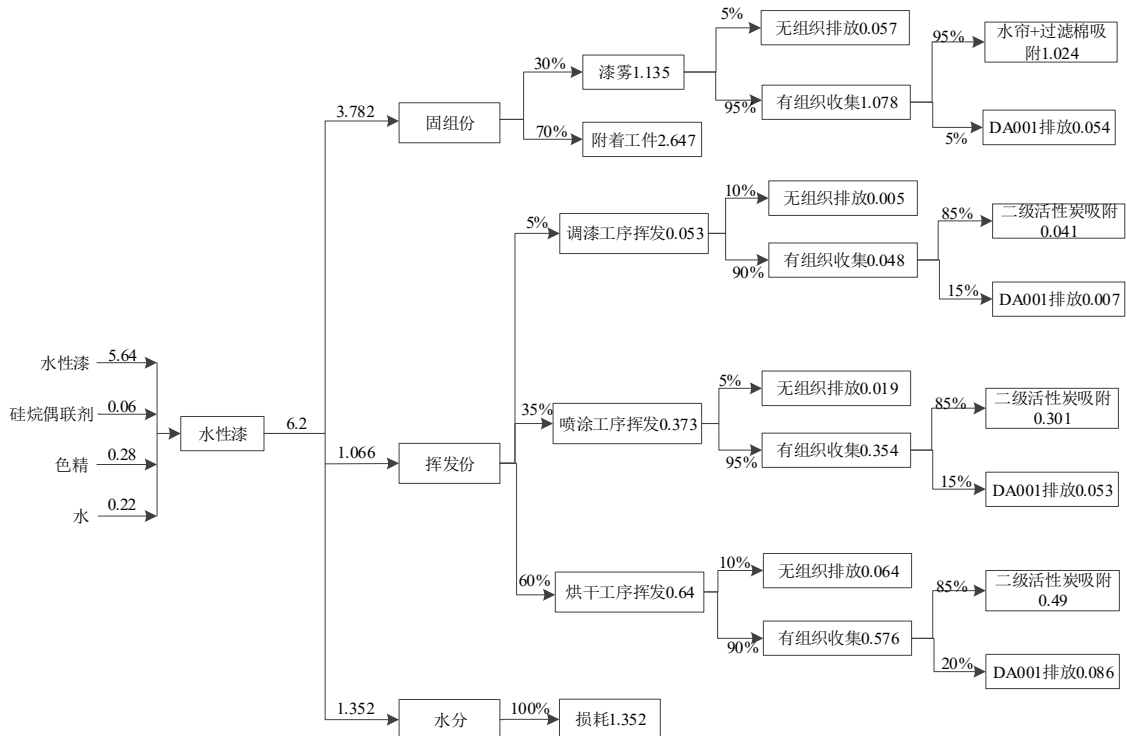 5%
无组织排放0.057
95%
水帘+过滤棉吸
附1.024
30%
漆雾1.135
95%
有组织收集1.078
3.782
固组份
70%
附着工件2.647
5%
DA001排放0.054
10%
无组织排放0.005
85%
二级活性炭吸附
0.041
5%
调漆工序挥发0.053
90%
有组织收集0.048
15%
DA001排放0.007
水性漆
5.64
硅烷偶联剂
0.06
色精
0.28
水
0.22
水性漆
6.2
5%
无组织排放0.019
85%
二级活性炭吸附
0.301
35%
喷涂工序挥发0.373
95%
有组织收集0.354
1.066
挥发份
15%
DA001排放0.053
10%
无组织排放0.064
85%
二级活性炭吸附
0.49
60%
烘干工序挥发0.64
90%
有组织收集0.576
20%
DA001排放0.086
1.352
水分
100%
损耗1.352